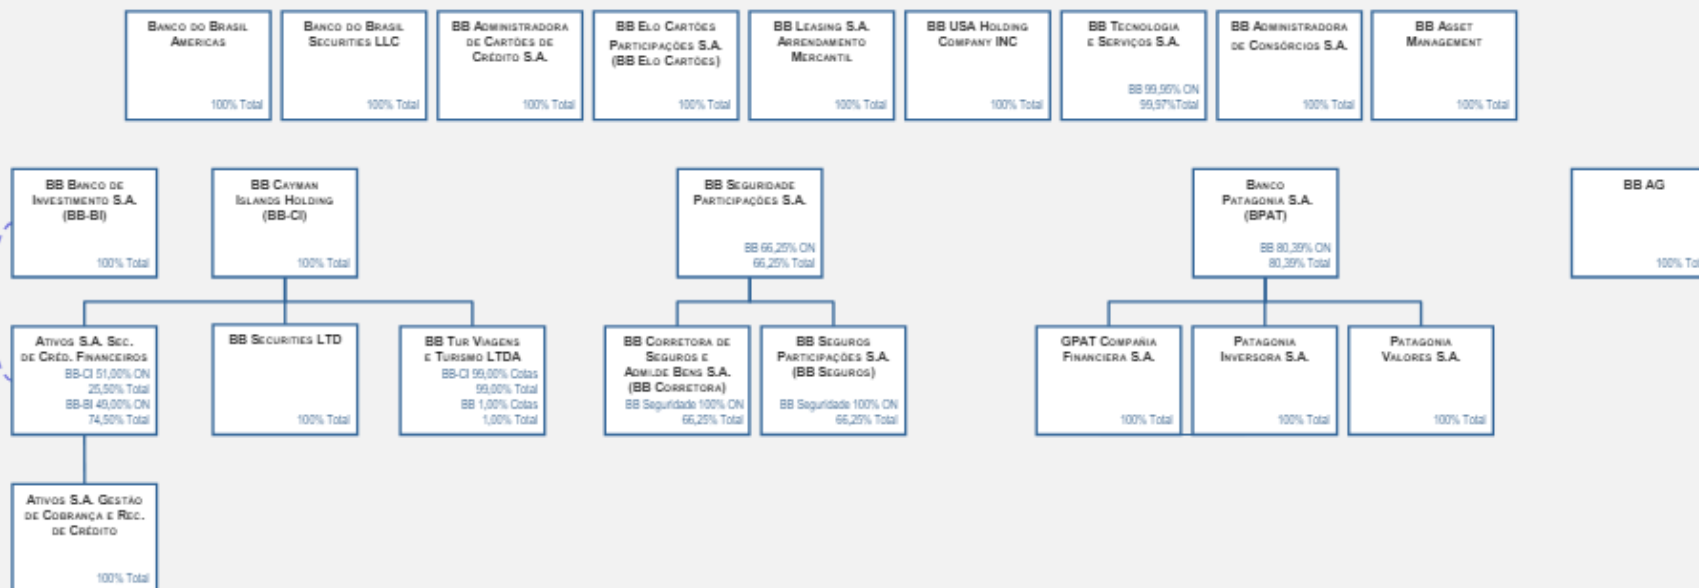 BANCO DO BRASIL
AMERICAS
100% Total
BANCO DO BRASIL
SECURITIES LLC
100% Total
BB ADMINISTRADORA
DE CARTÕES DE
CRÉDITO S.A.
100% Total
BB ELO CARTÕES
PARTICIPAÇÕES S.A.
(BB ELO CARTÕES)
100% Total
BB LEASING S.A.
ARRENDAMENTO
MERCANTIL
100% Total
BB USA HOLDING
COMPANY INC
100% Total
BB TECNOLOGIA
E SERVIÇOS S.A.
BB 99,95% ON
99,97%Total
BB ADMINISTRADORA
DE CONSÓRCIOS S.A.
100% Total
BB ASSET
MANAGEMENT
100% Total
BB BANCO DE
INVESTIMENTO S.A.
(BB-BI)
100% Total
BB CAYMAN
ISLANDS HOLDING
(BB-CI)
100% Total
BB SEGURIDADE
PARTICIPAÇÕES S.A.
BB 66,25% ON
66,25% Total
BANCO
PATAGONIA S.A.
(BPAT)
BB 80,39% ON
80,39% Total
BB AG
100% To
ATIVOS S.A. SEC.
DE CRÉD. FINANCEIROS
BB-CI 51,00% ON
25,50% Total
BB-BI 49,00% ON
74,50% Total
BB SECURITIES LTD
100% Total
BB TUR VIAGENS
E TURISMO LTDA
BB-CI 99,00% Cotas
99,00% Total
BB 1,00% Cotas
1,00% Total
BB CORRETORA DE
SEGUROS E
ADMI.DE BENS S.A.
(BB CORRETORA)
BB Seguridade 100% ON
66,25% Total
BB SEGUROS
PARTICIPAÇÕES S.A.
(BB SEGUROS)
BB Seguridade 100% ON
66,25% Total
GPAT COMPAÑIA
FINANCIERA S.A.
100% Total
PATAGONIA
INVERSORA S.A.
100% Total
PATAGONIA
VALORES S.A.
100% Total
ATIVOS S.A. GESTÃO
DE COBRANÇA E REC.
DE CRÉDITO
100% Total